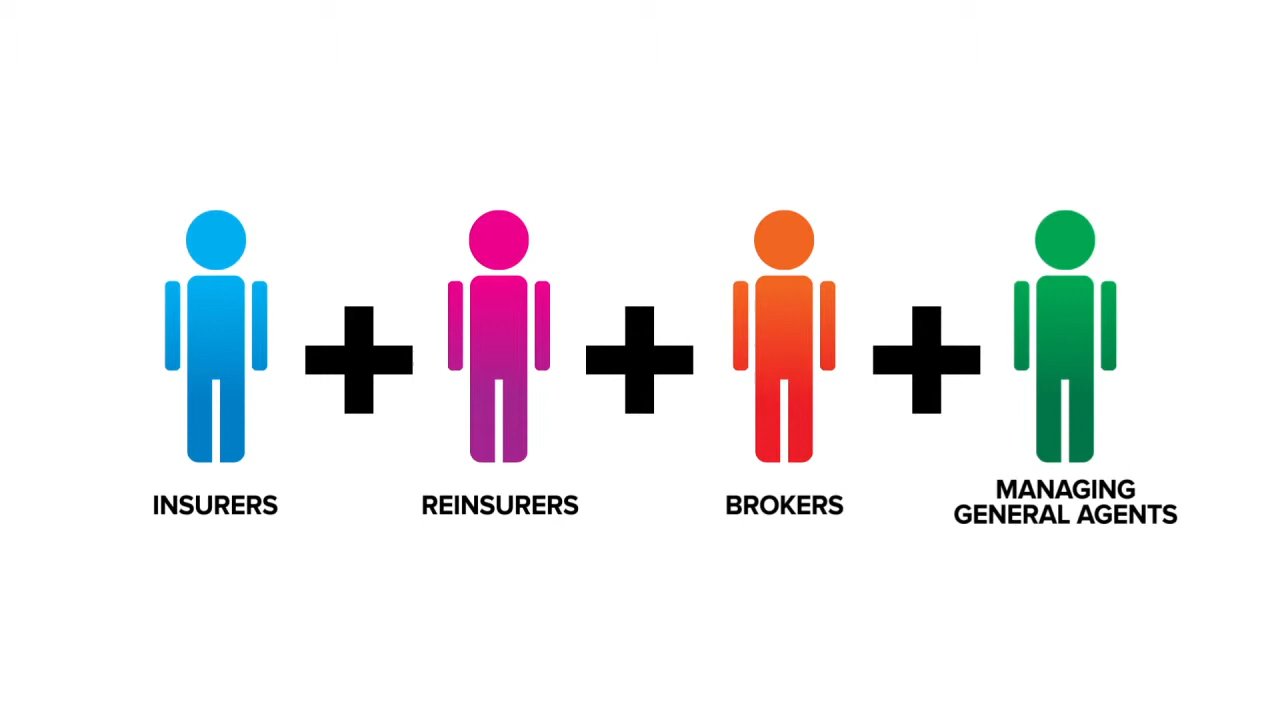 INSURERS
REINSURERS
BROKERS
MANAGING
GENERAL AGENTS